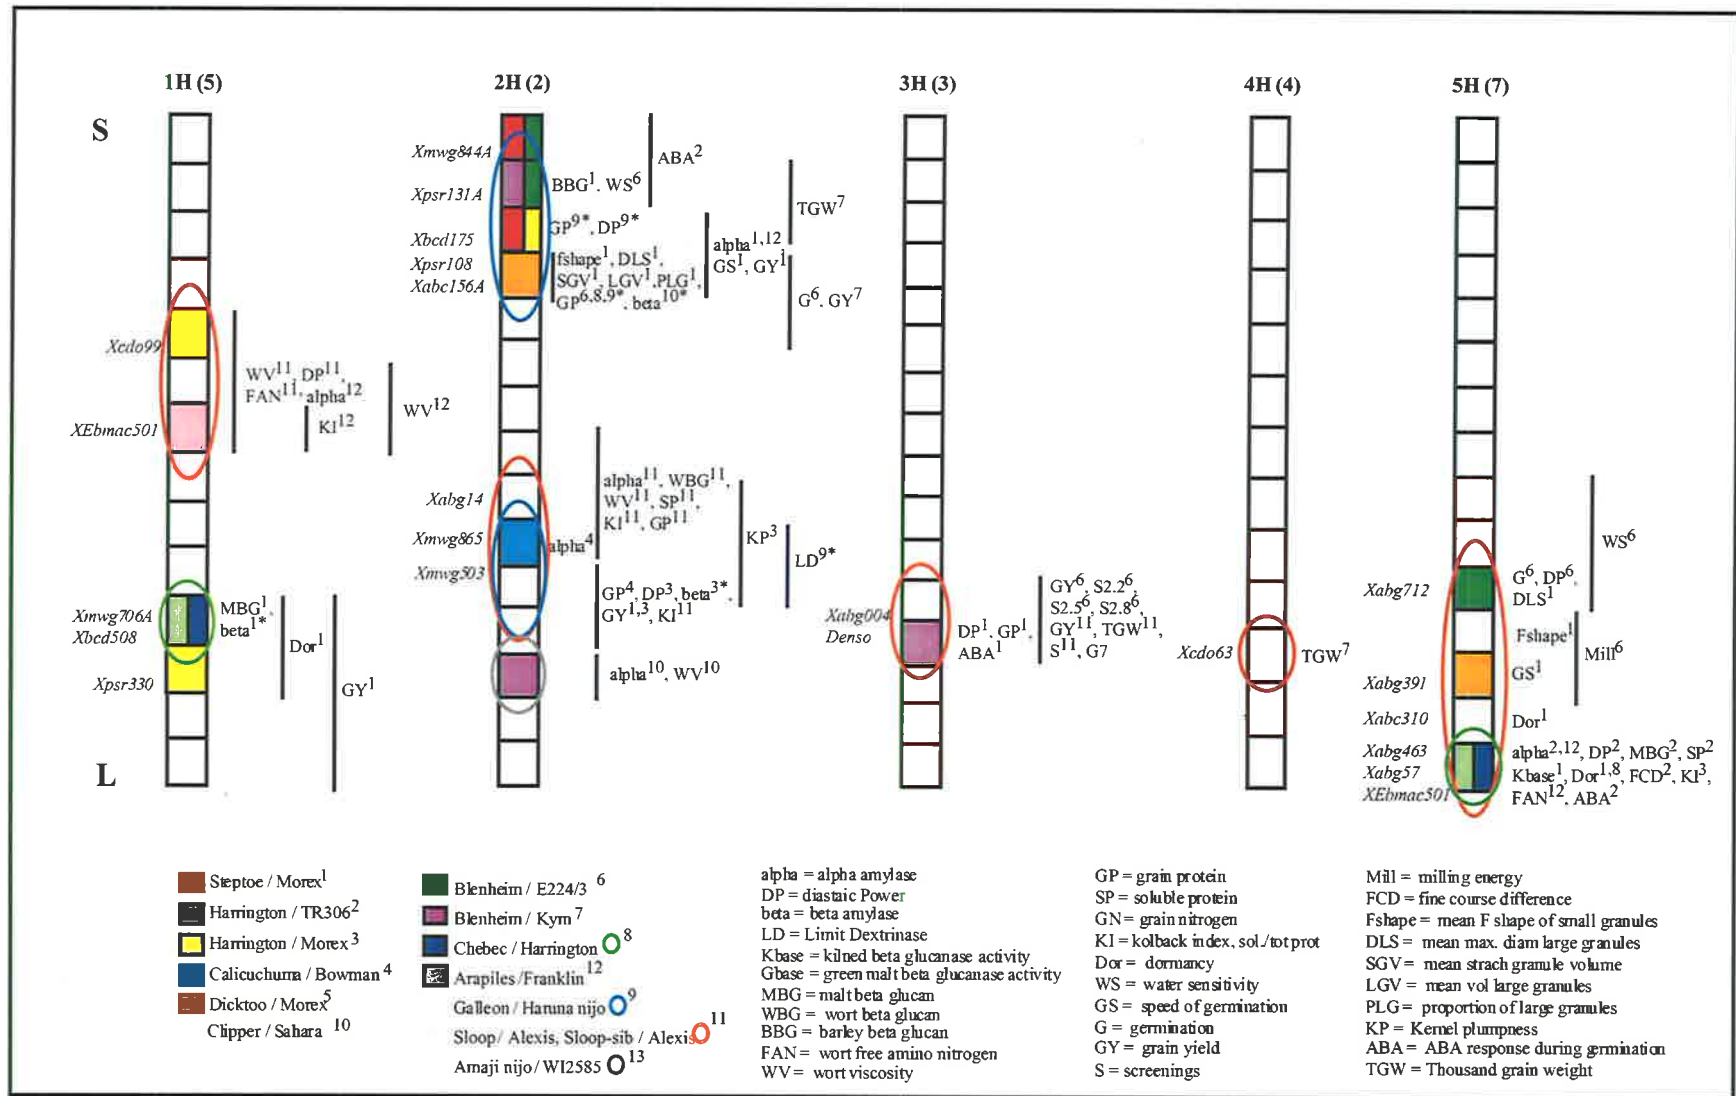 1H (5)
2H (2)
3H (3)
4H (4)
5H (7)
S
L
Xcdo99
XEbmac501
Xmwg706A
Xbcd508
Xpsr330
WV11, DP11,
FAN11, alpha12
KI12
WV12
MBG1,
beta1*
Dor1
GY1
Xmwg844A
Xpsr131A
Xbcd175
Xpsr108
Xabc156A
Xabg14
Xmwg865
Xmwg503
ABA2
BBG1. WS6
GP9*, DP9*
fshape1, DLS1,
SGV1, LGV1.PLG1,
GP6,8,9*, beta10*
alpha1,12
GS1, GY1
TGW7
G6. GY7
alpha11, WBG11,
WV11, SP11,
KI11, GP11
alpha4
KP3
LD9*
GP4, DP3, beta3*,
GY1,3, KI11
alpha10, WV10
Xabg004
Denso
DP1, GP1,
ABA1
GY6, S2.26,
S2.56, S2.86,
GY11, TGW11,
S11, G7
Xcdo63
TGW7
Xabg712
Xabg391
Xabc310
Xabg463
Xabg57
XEbmac501
WS6
G6, DP6,
DLS1
Fshape1
Mill6
GS1
Dor1
alpha2,12, DP2, MBG2, SP2
Kbase1, Dor1,8, FCD2, KI3,
FAN12, ABA2
Steptoe / Morex1
Harrington / TR3062
Harrington / Morex3
Calicuchuma / Bowman 4
Dicktoo / Morex5
Clipper / Sahara 10
Blenheim / E224/3 6
Blenheim / Kym 7
Chebec / Harrington 8
Arapiles /Franklin 12
Galleon / Haruna nijo 9
Sloop / Alexis, Sloop-sib / Alexis 11
Amaji nijo / WI2585 13
alpha = alpha amylase
DP = diastaic Power
beta = beta amylase
LD = Limit Dextrinase
Kbase = kilned beta glucanase activity
Gbase = green malt beta glucanase activity
MBG = malt beta glucan
WBG = wort beta glucan
BBG = barley beta glucan
FAN = wort free amino nitrogen
WV = wort viscosity
GP = grain protein
SP = soluble protein
GN = grain nitrogen
KI = kolback index, sol./tot prot
Dor = dormancy
WS = water sensitivity
GS = speed of germination
G = germination
GY = grain yield
S = screenings
Mill = milling energy
FCD = fine course difference
Fshape = mean F shape of small granules
DLS = mean max. diam large granules
SGV = mean strach granule volume
LGV = mean vol large granules
PLG = proportion of large granules
KP = Kernel plumpness
ABA = ABA response during germination
TGW = Thousand grain weight